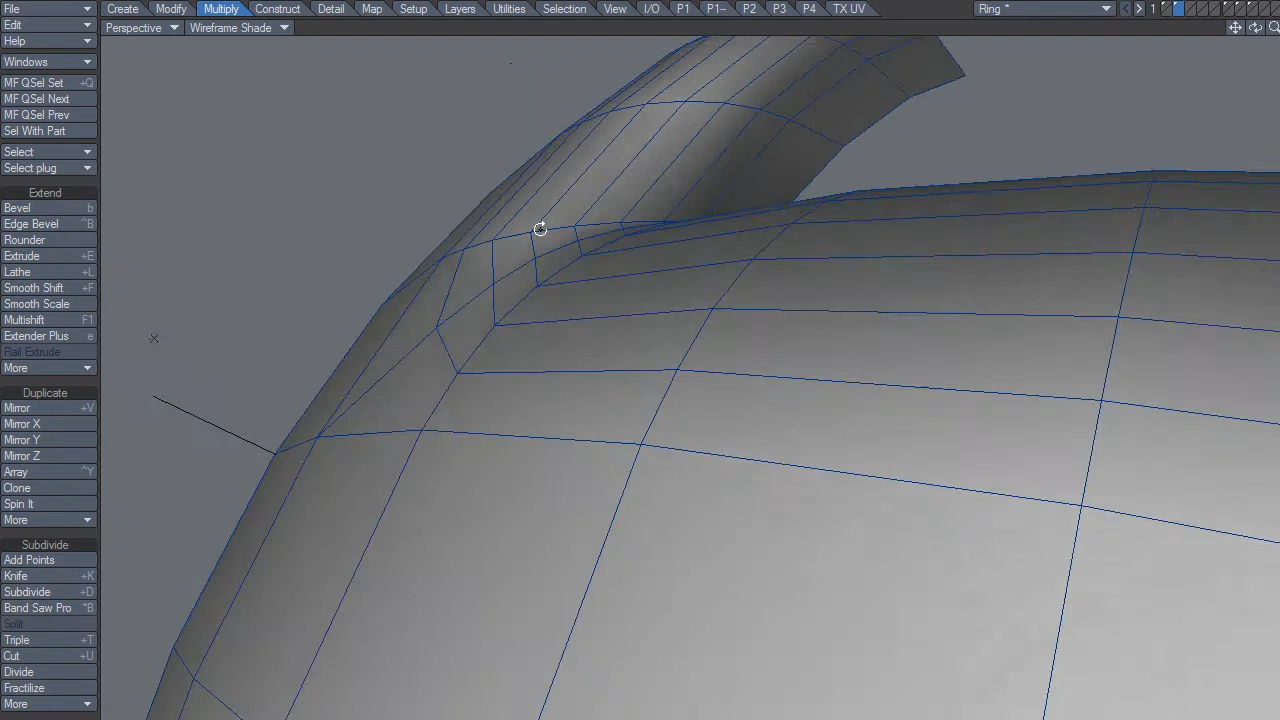 File Create Modify Multiply Construct Detail Map Setup Layers Utilities Selection View I/O P1 P1-- P2 P3 P4 TX UV Ring * < > 1
Edit Perspective Wireframe Shade
Help
Windows
MF QSel Set +Q
MF QSel Next
MF QSel Prev
Sel With Part
Select
Select plug
Extend
Bevel b
Edge Bevel ^B
Rounder
Extrude +E
Lathe +L
Smooth Shift +F
Smooth Scale
Multishift F1
Extender Plus e
Rail Extrude
More
Duplicate
Mirror +V
Mirror X
Mirror Y
Mirror Z
Array ^Y
Clone
Spin It
More
Subdivide
Add Points
Knife +K
Subdivide +D
Band Saw Pro *B
Split
Triple +T
Cut +U
Divide
Fractilize
More